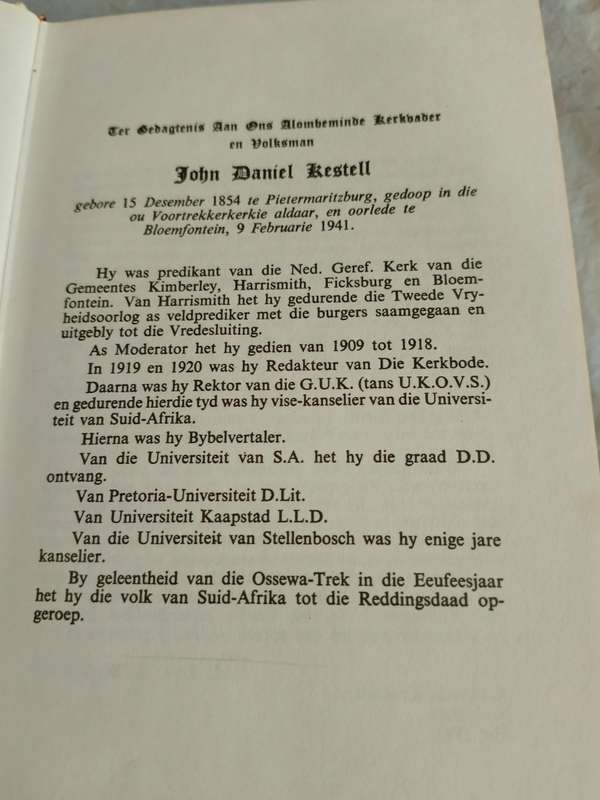 Ter Gedagtenis Aan Ons Alombeminde Kerkvader
en Volksman
John Daniel Kestell
gebore 15 Desember 1854 te Pietermaritzburg, gedoop in die
ou Voortrekkerkerkie aldaar, en oorlede te
Bloemfontein, 9 Februarie 1941.
Hy was predikant van die Ned. Geref. Kerk van die
Gemeentes Kimberley, Harrismith, Ficksburg en Bloem-
fontein. Van Harrismith het hy gedurende die Tweede Vry-
heidsoorlog as veldprediker met die burgers saamgegaan en
uitgebly tot die Vredesluiting.
As Moderator het hy gedien van 1909 tot 1918.
In 1919 en 1920 was hy Redakteur van Die Kerkbode.
Daarna was hy Rektor van die G.U.K. (tans U.K.O.V.S.)
en gedurende hierdie tyd was hy vise-kanselier van die Universi-
teit van Suid-Afrika.
Hierna was hy Bybelvertaler.
Van die Universiteit van S.A. het hy die graad D.D.
ontvang.
Van Pretoria-Universiteit D.Lit.
Van Universiteit Kaapstad L.L.D.
Van die Universiteit van Stellenbosch was hy enige jare
kanselier.
By geleentheid van die Ossewa-Trek in die Eeufeesjaar
het hy die volk van Suid-Afrika tot die Reddingsdaad op-
geroep.